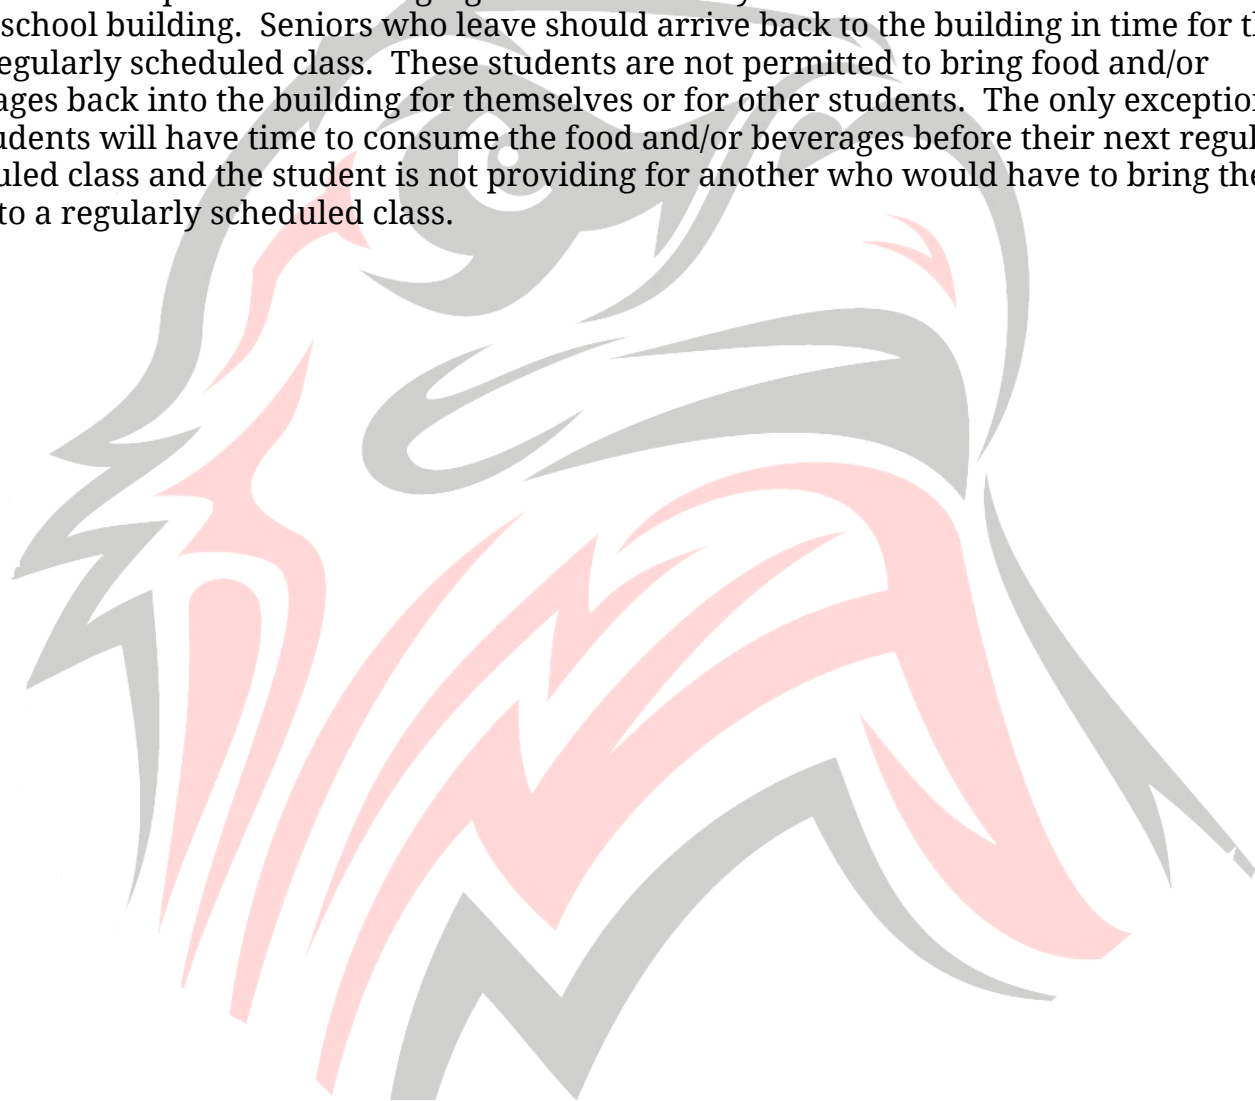 school building.  Seniors who leave should arrive back to the building in time for th
egularly scheduled class.  These students are not permitted to bring food and/or
ages back into the building for themselves or for other students.  The only exception
udents will have time to consume the food and/or beverages before their next regul
uled class and the student is not providing for another who would have to bring the
to a regularly scheduled class.